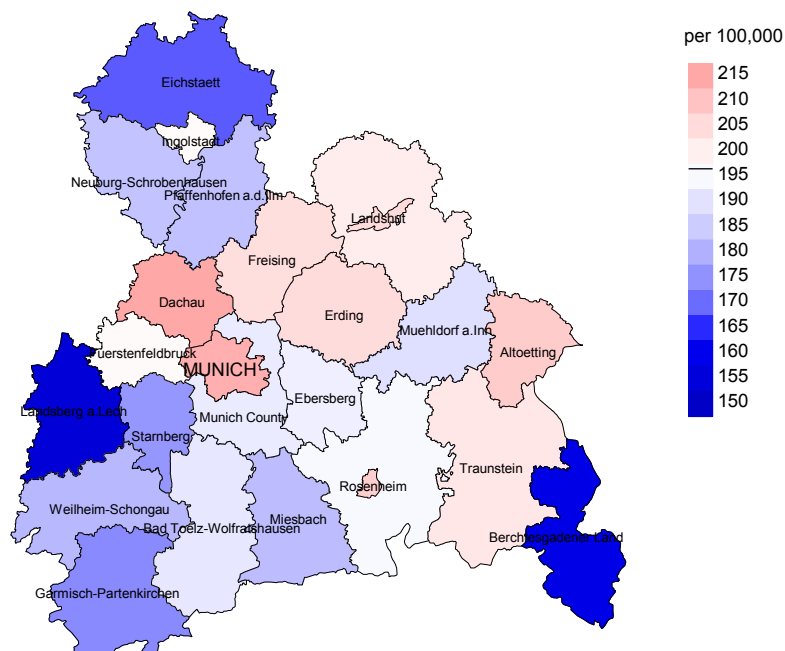 per 100,000
215
210
205
200
195
190
185
180
175
170
165
160
155
150
Eichstaett
Ingolstadt
Neuburg-Schrobenhausen
Pfaffenhofen a.d.Ilm
Landshut
Freising
Dachau
Erding
Muehldorf a.Inn
Altoetting
Fuerstenfeldbruck
MUNICH
Ebersberg
Landsberg a.Lech
Munich County
Starnberg
Traunstein
Rosenheim
Weilheim-Schongau
Miesbach
Bad Toelz-Wolfratshausen
Berchtesgadener Land
Garmisch-Partenkirchen